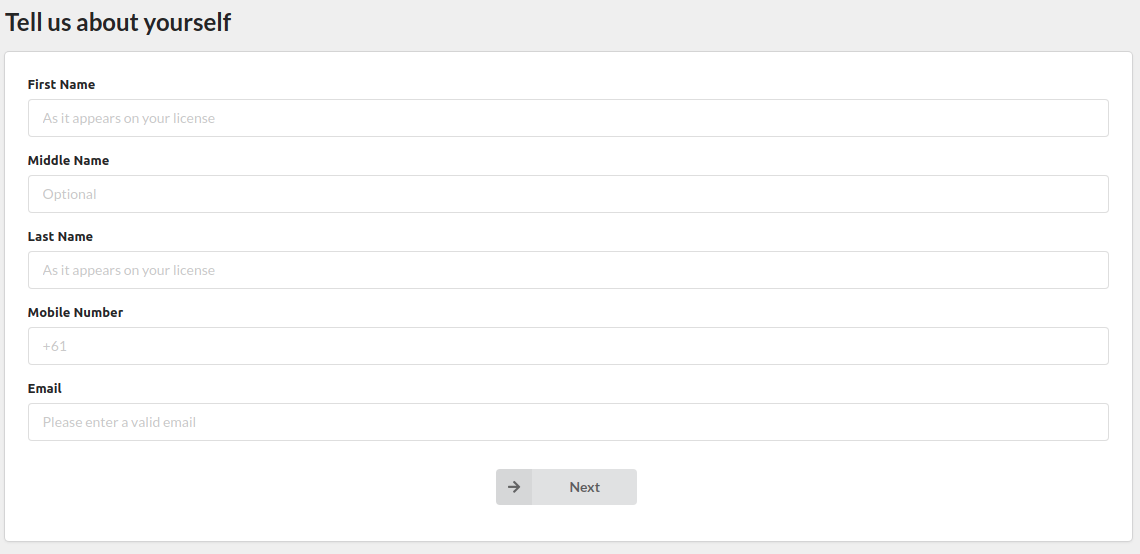 Tell us about yourself
First Name
As it appears on your license
Middle Name
Optional
Last Name
As it appears on your license
Mobile Number
+61
Email
Please enter a valid email
Next